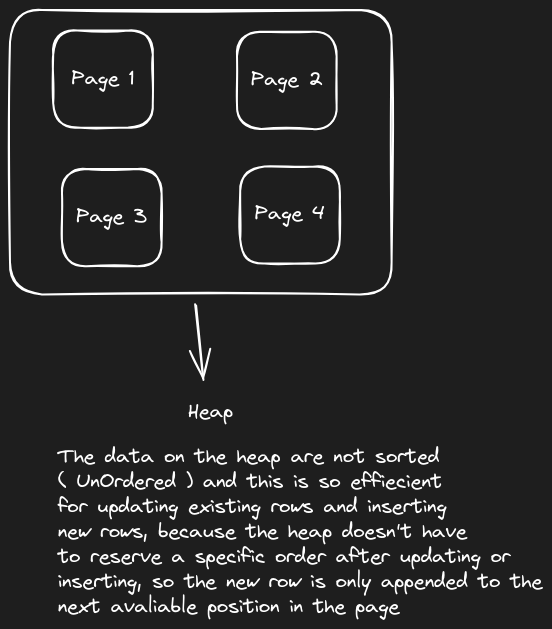 Page 1
Page 2
Page 3
Page 4
Heap
The data on the heap are not sorted
( UnOrdered ) and this is so effiecient
for updating existing rows and inserting
new rows, because the heap doesn't have
to reserve a specific order after updating or
inserting, so the new row is only appended to the
next avaliable position in the page